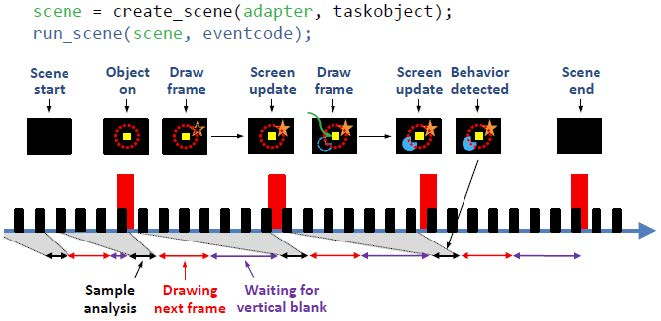 scene = create_scene(adapter, taskobject);
run_scene(scene, eventcode);
Scene start
Object on
Draw frame
Screen update
Draw frame
Screen update
Behavior detected
Scene end
Sample analysis
Drawing next frame
Waiting for vertical blank